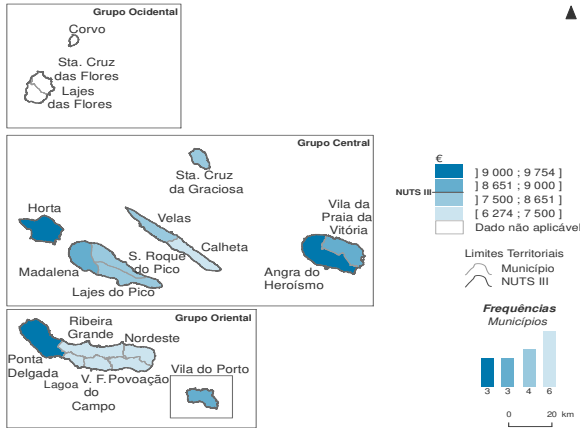 Grupo Ocidental
Corvo
Sta. Cruz
das Flores
Lajes
das Flores
Grupo Central
Sta. Cruz
da Graciosa
Horta
Velas
Vila da
Praia da
Vitória
Calheta
S. Roque
do Pico
Madalena
Angra do
Heroísmo
Lajes do Pico
Grupo Oriental
Ribeira
Grande
Nordeste
Ponta
Delgada
Lagoa
V. F.
do
Campo
Povoação
Vila do Porto
€
] 9 000 ; 9 754 ]
] 8 651 ; 9 000 ]
NUTS III
] 7 500 ; 8 651 ]
[ 6 274 ; 7 500 ]
Dado não aplicável
Limites Territoriais
Município
NUTS III
Frequências
Municípios
3 3 4 6
0 20 km